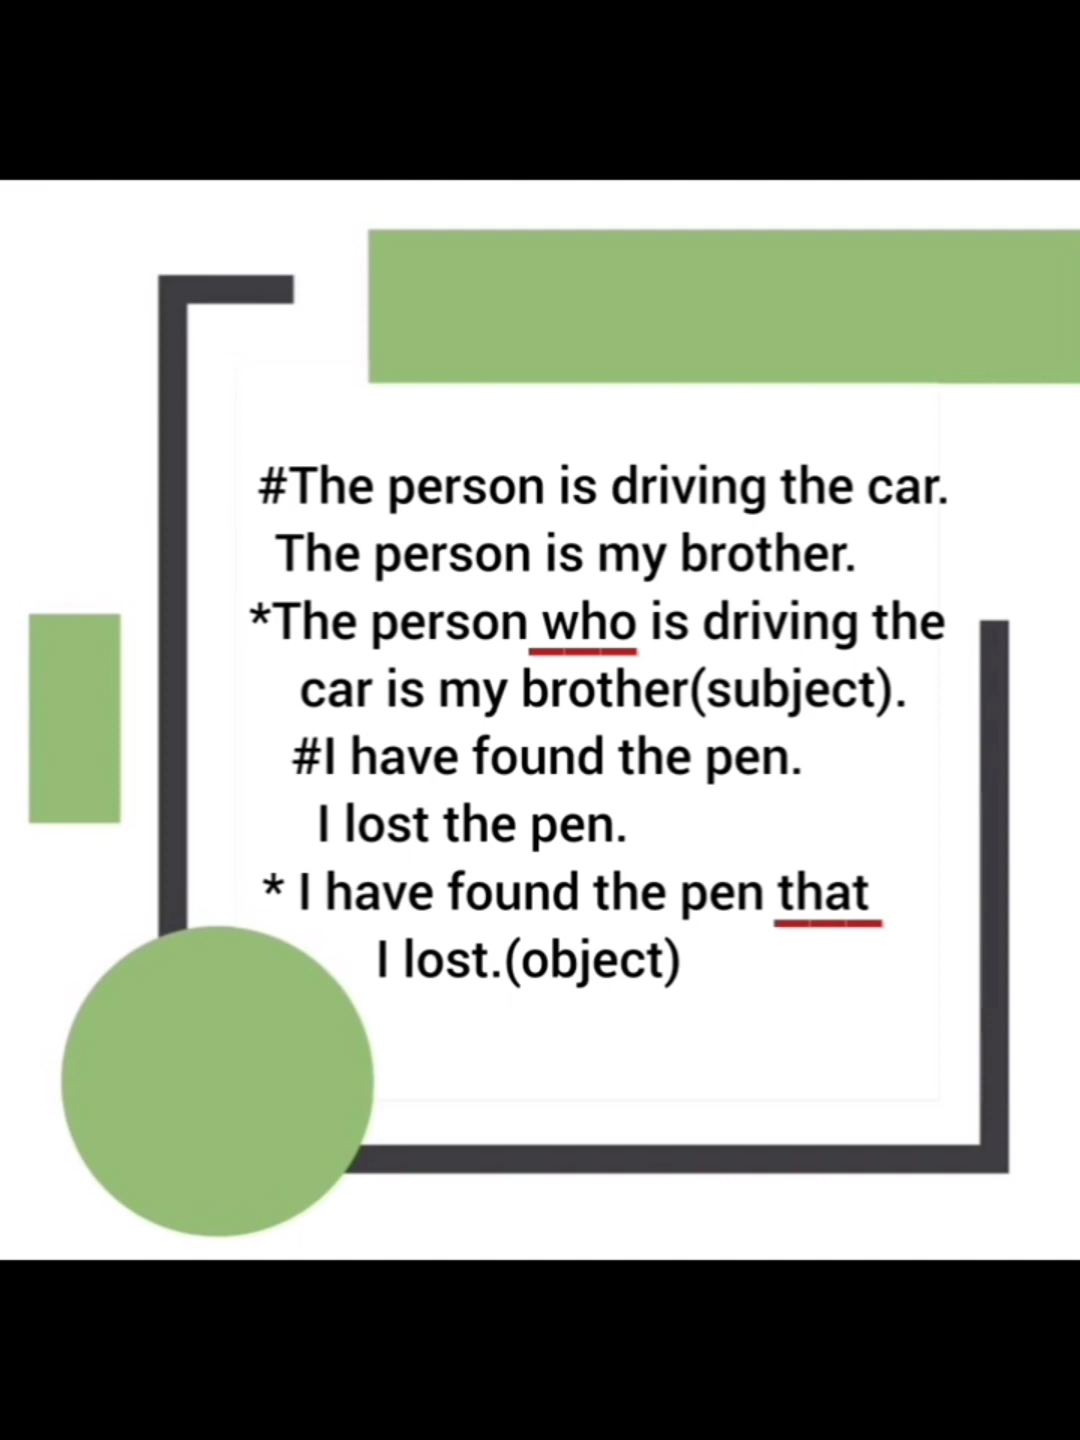 #The person is driving the car.
The person is my brother.
*The person who is driving the
car is my brother(subject).
#I have found the pen.
I lost the pen.
* I have found the pen that
I lost.(object)